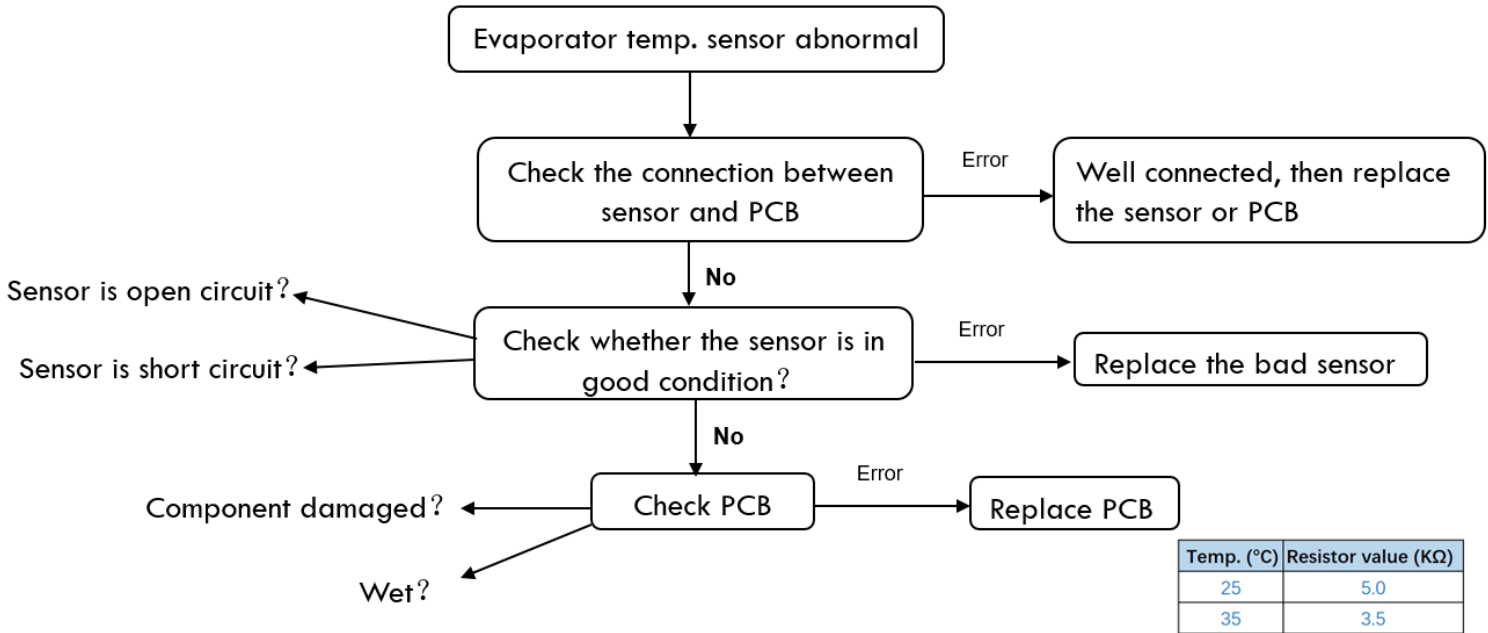 Evaporator temp. sensor abnormal
Check the connection between
sensor and PCB
Error
Well connected, then replace
the sensor or PCB
No
Sensor is open circuit？
Sensor is short circuit？
Check whether the sensor is in
good condition？
Error
Replace the bad sensor
No
Component damaged？
Wet？
Check PCB
Error
Replace PCB
Temp. (℃) Resistor value (KΩ)
25 5.0
35 3.5